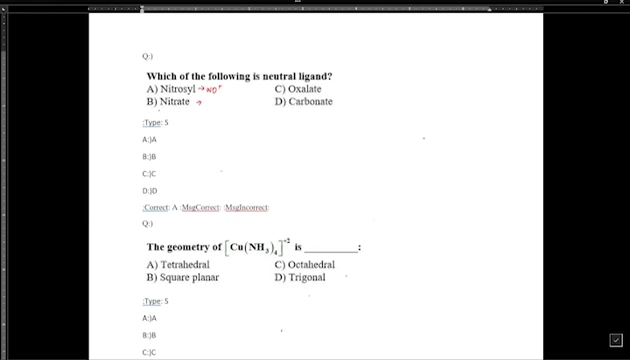 Q:)
Which of the following is neutral ligand?
A) Nitrosyl → NO⁺ C) Oxalate
B) Nitrate → D) Carbonate
:Type: S
A:)A
B:)B
C:)C
D:)D
:Correct: A :MsgCorrect: :MsgIncorrect:
Q:)
The geometry of [Cu(NH₃)₄]⁻² is __________:
A) Tetrahedral C) Octahedral
B) Square planar D) Trigonal
:Type: S
A:)A
B:)B
C:)C